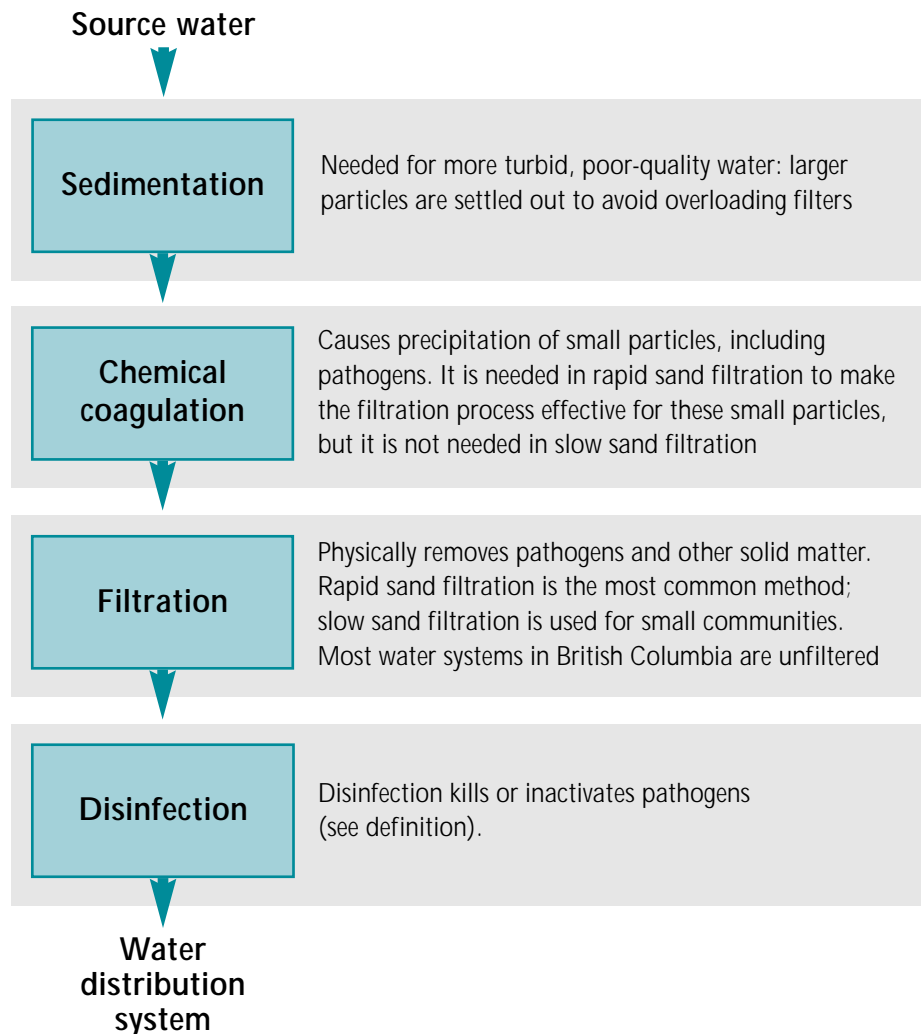 Source water
Sedimentation
Needed for more turbid, poor-quality water: larger
particles are settled out to avoid overloading filters
Chemical
coagulation
Causes precipitation of small particles, including
pathogens. It is needed in rapid sand filtration to make
the filtration process effective for these small particles,
but it is not needed in slow sand filtration
Filtration
Physically removes pathogens and other solid matter.
Rapid sand filtration is the most common method;
slow sand filtration is used for small communities.
Most water systems in British Columbia are unfiltered
Disinfection
Disinfection kills or inactivates pathogens
(see definition).
Water
distribution
system